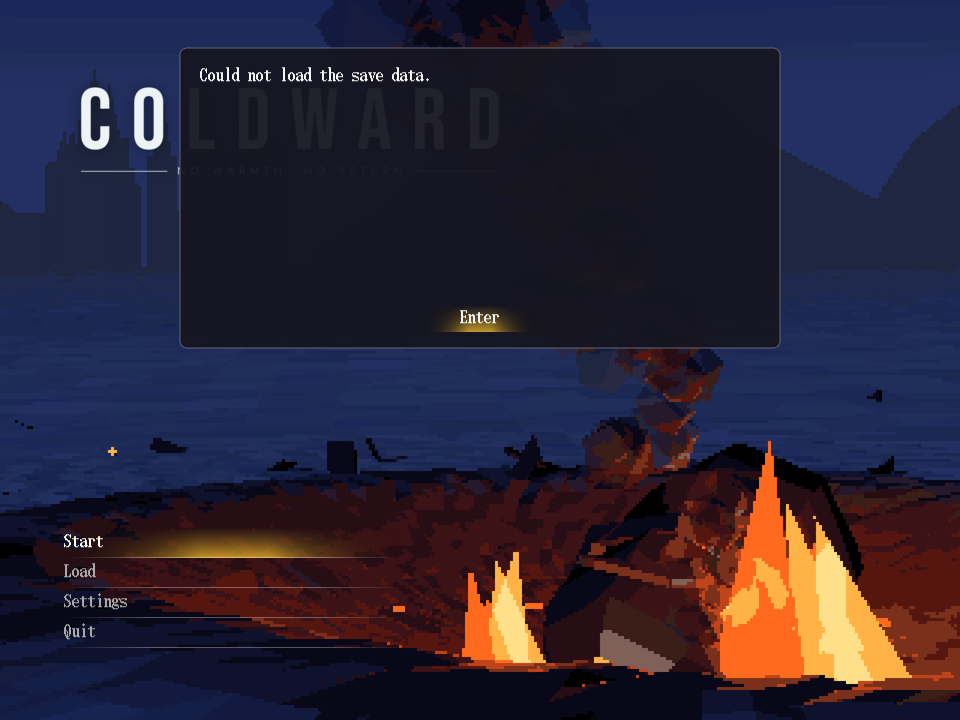 Could not load the save data.
COLDWARD
NO WARMTH, NO RETURN
Enter
Start
Load
Settings
Quit